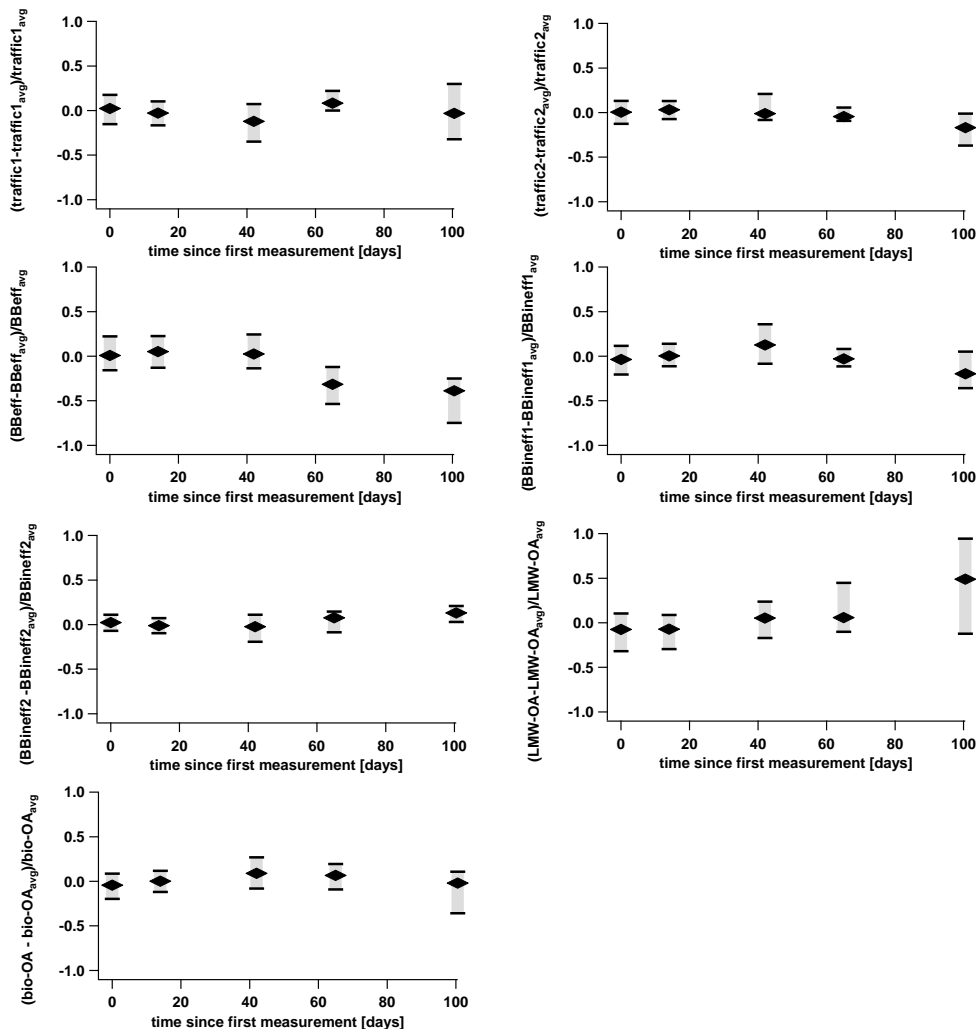 (traffic1-traffic1avg)/traffic1avg
1.0
0.5
0.0
-0.5
-1.0
0 20 40 60 80 100
time since first measurement [days]
(traffic2-traffic2avg)/traffic2avg
1.0
0.5
0.0
-0.5
-1.0
0 20 40 60 80 100
time since first measurement [days]
(BBeff-BBeffavg)/BBeffavg
1.0
0.5
0.0
-0.5
-1.0
0 20 40 60 80 100
time since first measurement [days]
(BBineff1-BBineff1avg)/BBineff1avg
1.0
0.5
0.0
-0.5
-1.0
0 20 40 60 80 100
time since first measurement [days]
(BBineff2 -BBineff2avg)/BBineff2avg
1.0
0.5
0.0
-0.5
-1.0
0 20 40 60 80 100
time since first measurement [days]
(LMW-OA-LMW-OAavg)/LMW-OAavg
1.0
0.5
0.0
-0.5
-1.0
0 20 40 60 80 100
time since first measurement [days]
(bio-OA - bio-OAavg)/bio-OAavg
1.0
0.5
0.0
-0.5
-1.0
0 20 40 60 80 100
time since first measurement [days]